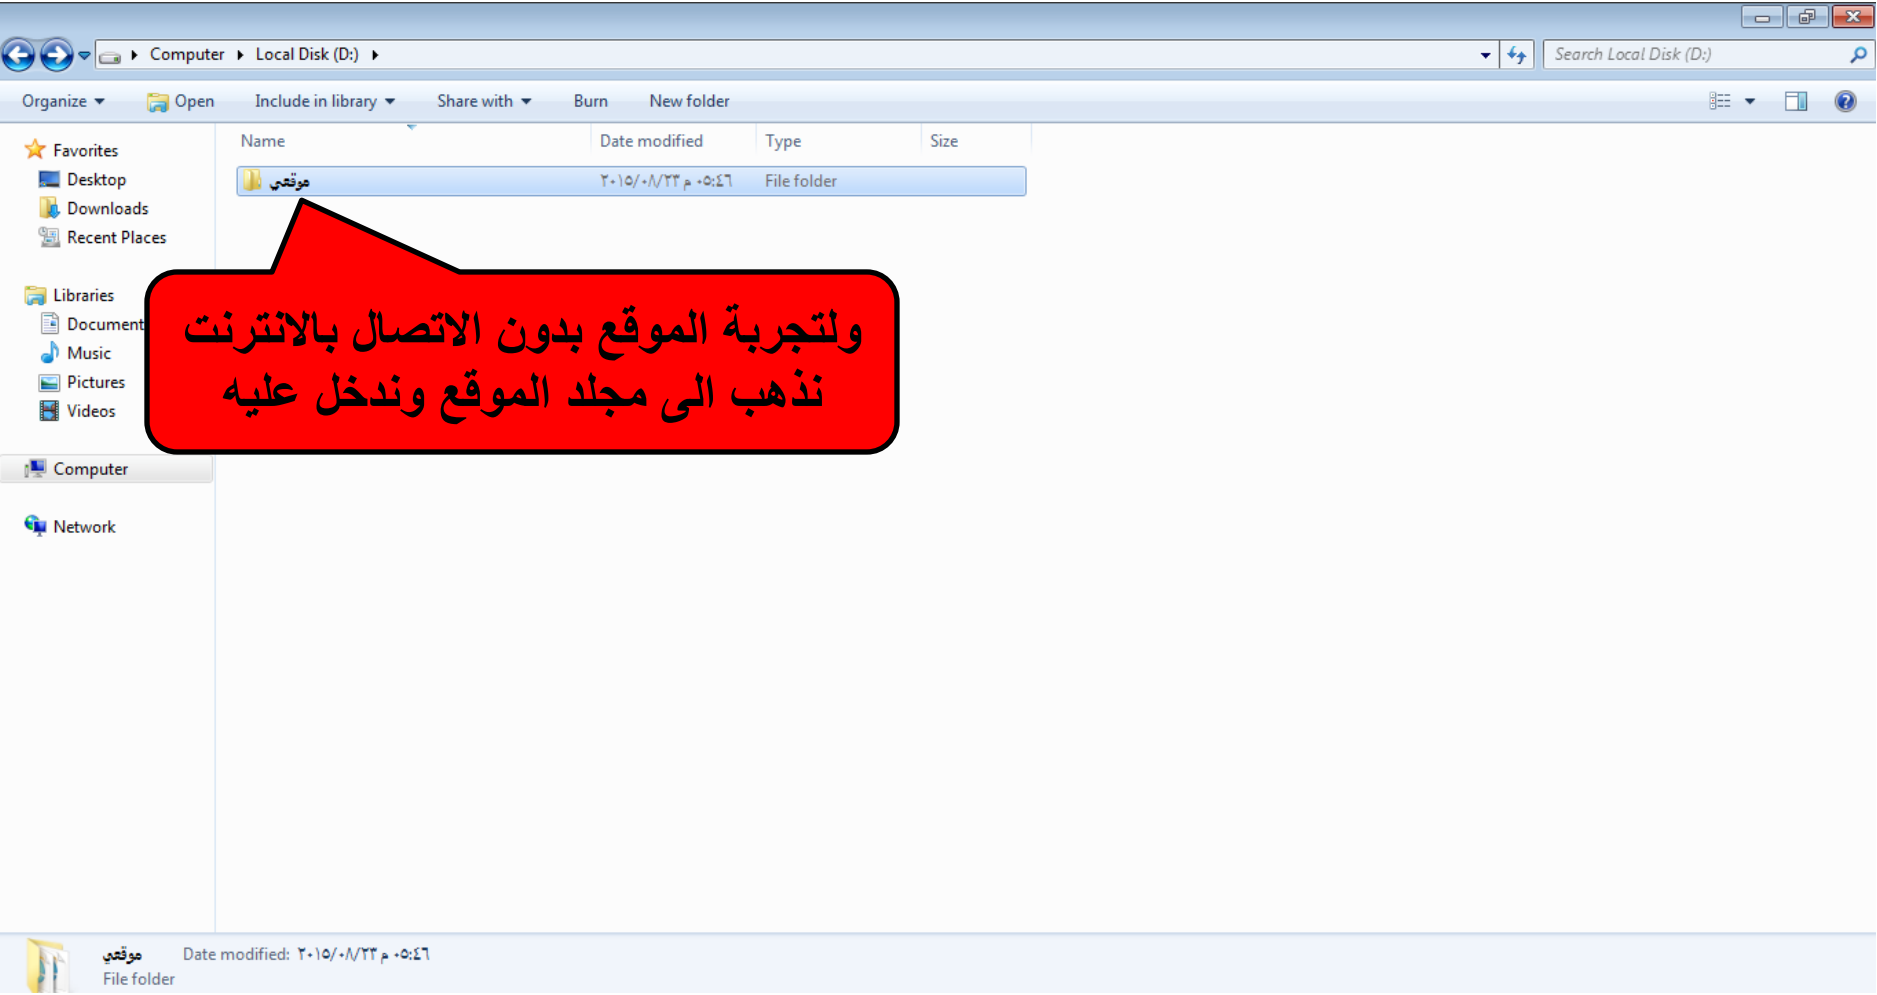 Computer ▸ Local Disk (D:) ▸
Search Local Disk (D:)
Organize
Open
Include in library
Share with
Burn
New folder
Name
Date modified
Type
Size
موقعي
٢٠١٥/٠٨/٢٣ م ٠٥:٤٦
File folder
Favorites
Desktop
Downloads
Recent Places
Libraries
Document
Music
Pictures
Videos
Computer
Network
ولتجربة الموقع بدون الاتصال بالانترنت
نذهب الى مجلد الموقع وندخل عليه
موقعي
Date modified: ٢٠١٥/٠٨/٢٣ م ٠٥:٤٦
File folder